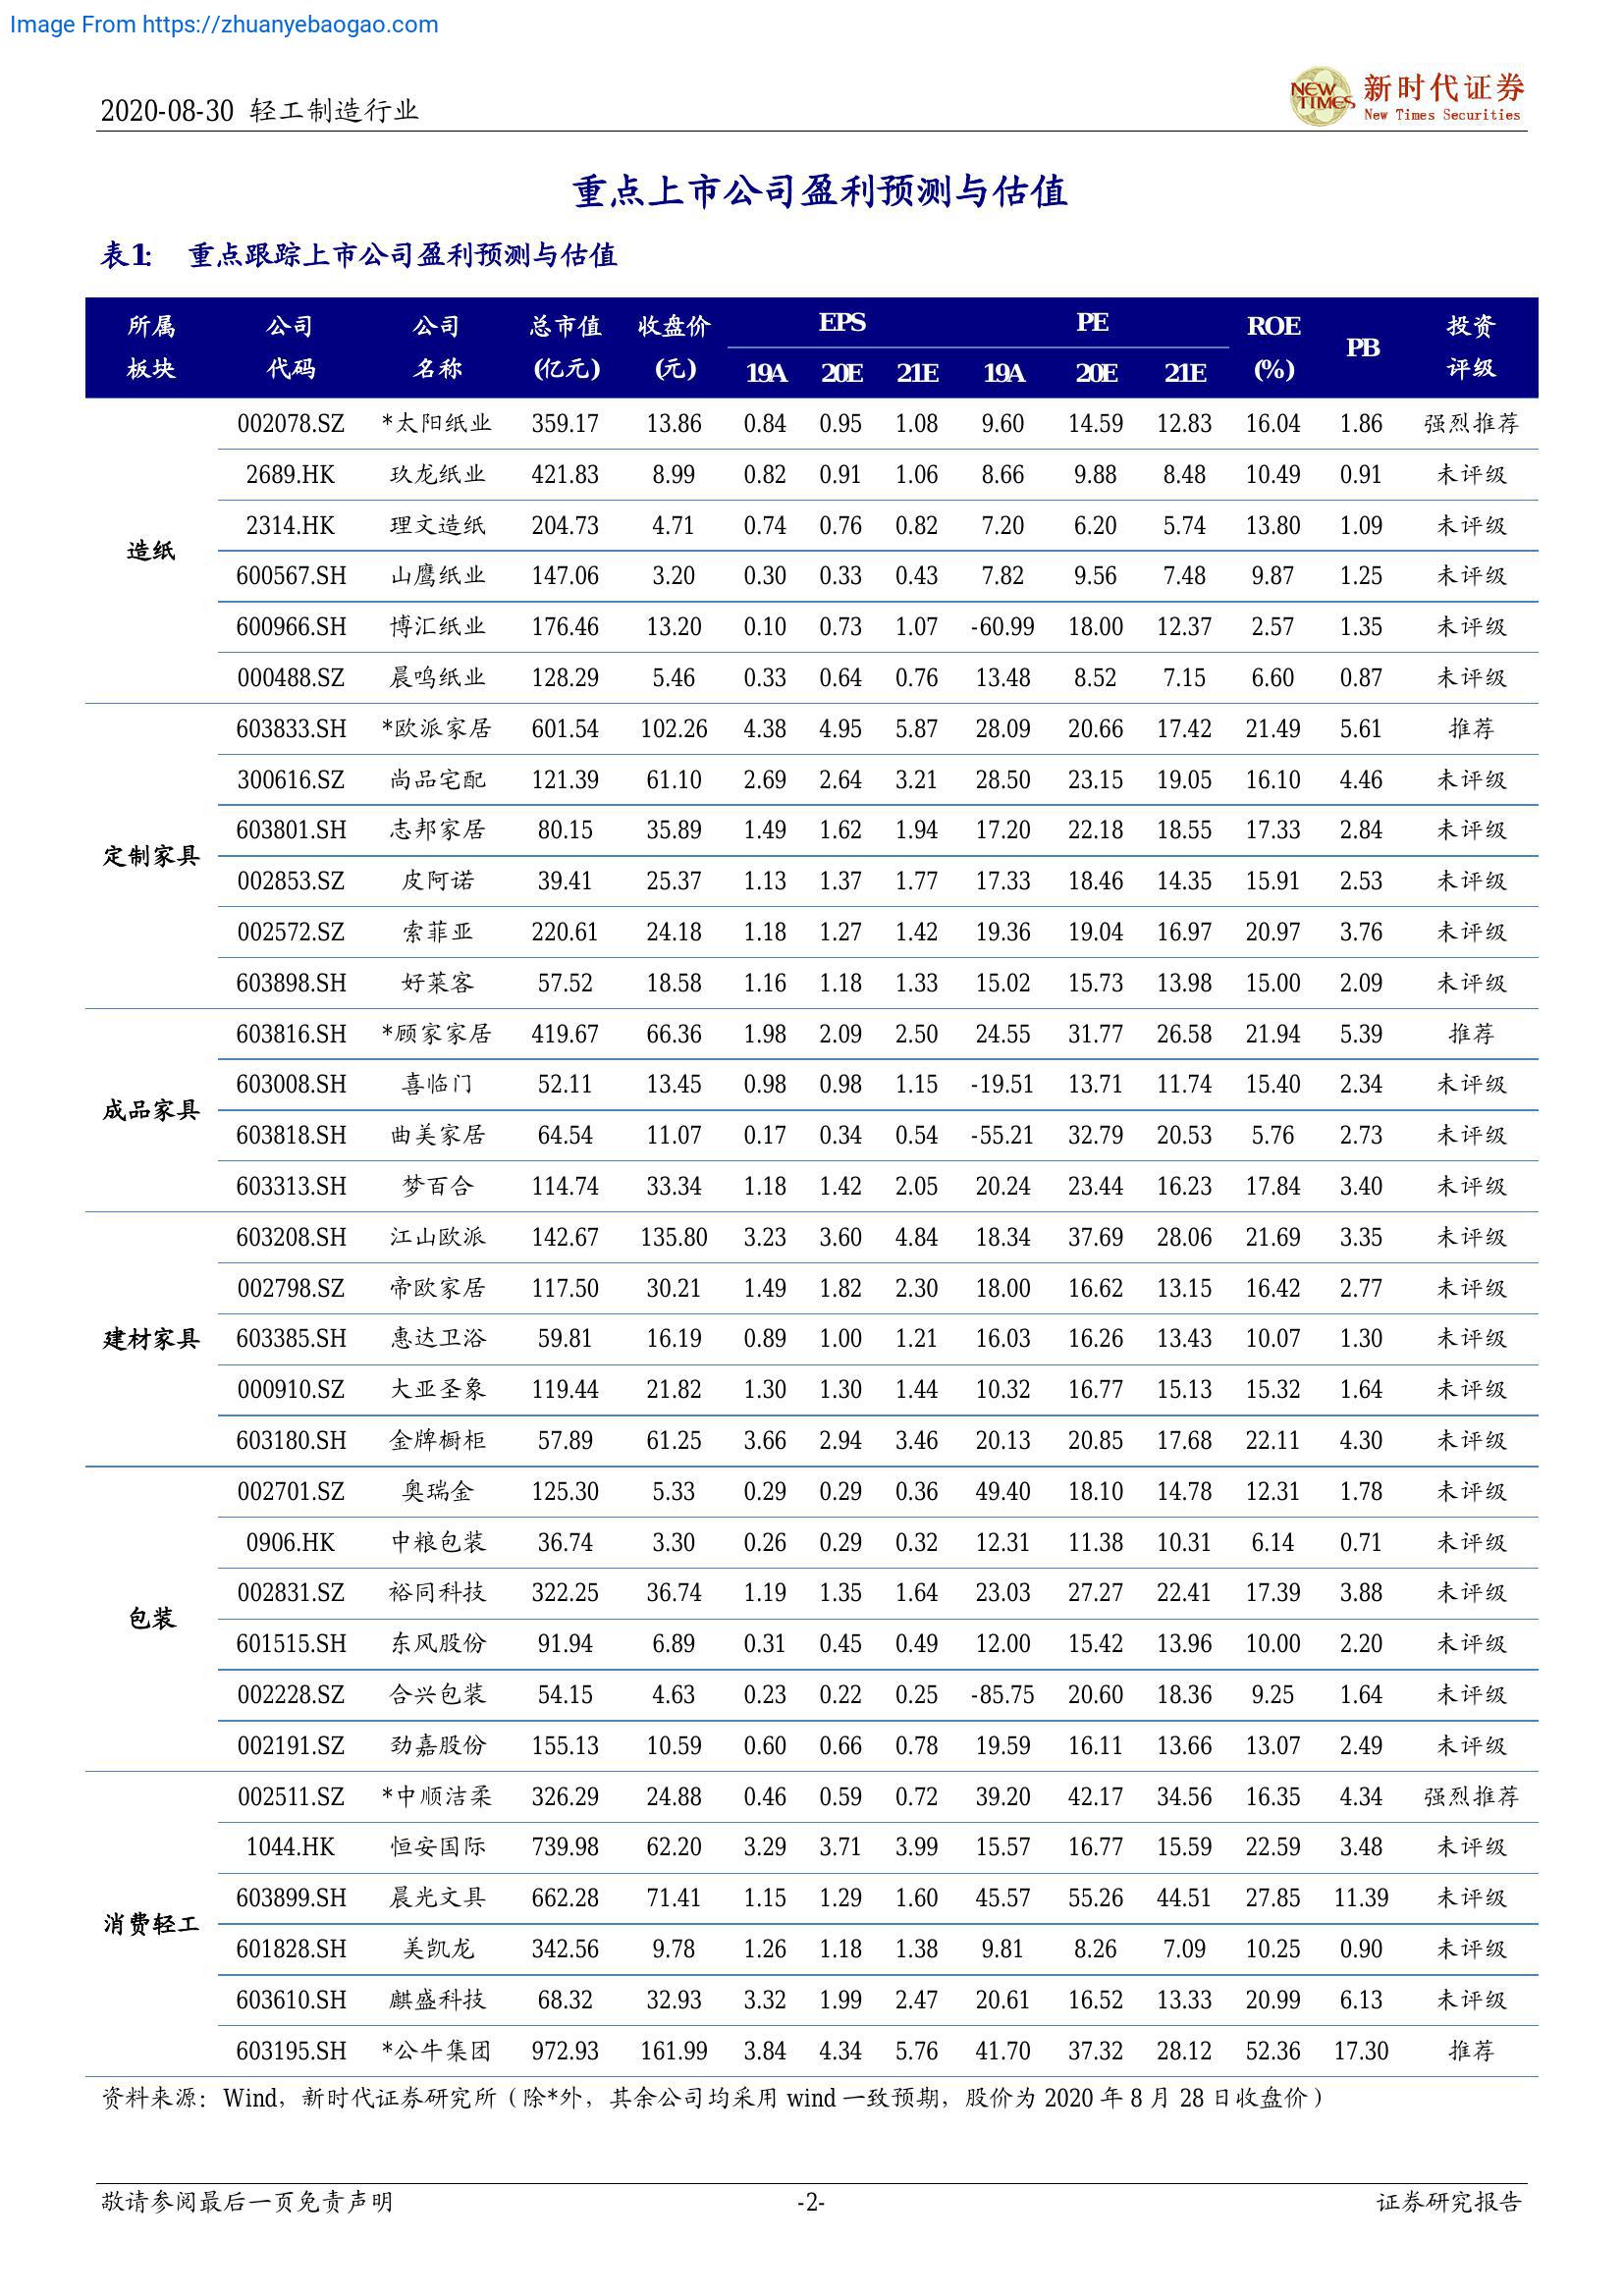 Image From https://zhuanyebaogao.com
2020-08-30 轻工制造行业
NEW TIMES 新时代证券
New Times Securities
重点上市公司盈利预测与估值
表1: 重点跟踪上市公司盈利预测与估值
所属板块 公司代码 公司名称 总市值(亿元) 收盘价(元) EPS PE ROE(%) PB 投资评级
19A 20E 21E 19A 20E 21E
造纸
002078.SZ *太阳纸业 359.17 13.86 0.84 0.95 1.08 9.60 14.59 12.83 16.04 1.86 强烈推荐
2689.HK 玖龙纸业 421.83 8.99 0.82 0.91 1.06 8.66 9.88 8.48 10.49 0.91 未评级
2314.HK 理文造纸 204.73 4.71 0.74 0.76 0.82 7.20 6.20 5.74 13.80 1.09 未评级
600567.SH 山鹰纸业 147.06 3.20 0.30 0.33 0.43 7.82 9.56 7.48 9.87 1.25 未评级
600966.SH 博汇纸业 176.46 13.20 0.10 0.73 1.07 -60.99 18.00 12.37 2.57 1.35 未评级
000488.SZ 晨鸣纸业 128.29 5.46 0.33 0.64 0.76 13.48 8.52 7.15 6.60 0.87 未评级
定制家具
603833.SH *欧派家居 601.54 102.26 4.38 4.95 5.87 28.09 20.66 17.42 21.49 5.61 推荐
300616.SZ 尚品宅配 121.39 61.10 2.69 2.64 3.21 28.50 23.15 19.05 16.10 4.46 未评级
603801.SH 志邦家居 80.15 35.89 1.49 1.62 1.94 17.20 22.18 18.55 17.33 2.84 未评级
002853.SZ 皮阿诺 39.41 25.37 1.13 1.37 1.77 17.33 18.46 14.35 15.91 2.53 未评级
002572.SZ 索菲亚 220.61 24.18 1.18 1.27 1.42 19.36 19.04 16.97 20.97 3.76 未评级
603898.SH 好莱客 57.52 18.58 1.16 1.18 1.33 15.02 15.73 13.98 15.00 2.09 未评级
成品家具
603816.SH *顾家家居 419.67 66.36 1.98 2.09 2.50 24.55 31.77 26.58 21.94 5.39 推荐
603008.SH 喜临门 52.11 13.45 0.98 0.98 1.15 -19.51 13.71 11.74 15.40 2.34 未评级
603818.SH 曲美家居 64.54 11.07 0.17 0.34 0.54 -55.21 32.79 20.53 5.76 2.73 未评级
603313.SH 梦百合 114.74 33.34 1.18 1.42 2.05 20.24 23.44 16.23 17.84 3.40 未评级
建材家具
603208.SH 江山欧派 142.67 135.80 3.23 3.60 4.84 18.34 37.69 28.06 21.69 3.35 未评级
002798.SZ 帝欧家居 117.50 30.21 1.49 1.82 2.30 18.00 16.62 13.15 16.42 2.77 未评级
603385.SH 惠达卫浴 59.81 16.19 0.89 1.00 1.21 16.03 16.26 13.43 10.07 1.30 未评级
000910.SZ 大亚圣象 119.44 21.82 1.30 1.30 1.44 10.32 16.77 15.13 15.32 1.64 未评级
603180.SH 金牌橱柜 57.89 61.25 3.66 2.94 3.46 20.13 20.85 17.68 22.11 4.30 未评级
包装
002701.SZ 奥瑞金 125.30 5.33 0.29 0.29 0.36 49.40 18.10 14.78 12.31 1.78 未评级
0906.HK 中粮包装 36.74 3.30 0.26 0.29 0.32 12.31 11.38 10.31 6.14 0.71 未评级
002831.SZ 裕同科技 322.25 36.74 1.19 1.35 1.64 23.03 27.27 22.41 17.39 3.88 未评级
601515.SH 东风股份 91.94 6.89 0.31 0.45 0.49 12.00 15.42 13.96 10.00 2.20 未评级
002228.SZ 合兴包装 54.15 4.63 0.23 0.22 0.25 -85.75 20.60 18.36 9.25 1.64 未评级
002191.SZ 劲嘉股份 155.13 10.59 0.60 0.66 0.78 19.59 16.11 13.66 13.07 2.49 未评级
消费轻工
002511.SZ *中顺洁柔 326.29 24.88 0.46 0.59 0.72 39.20 42.17 34.56 16.35 4.34 强烈推荐
1044.HK 恒安国际 739.98 62.20 3.29 3.71 3.99 15.57 16.77 15.59 22.59 3.48 未评级
603899.SH 晨光文具 662.28 71.41 1.15 1.29 1.60 45.57 55.26 44.51 27.85 11.39 未评级
601828.SH 美凯龙 342.56 9.78 1.26 1.18 1.38 9.81 8.26 7.09 10.25 0.90 未评级
603610.SH 麒盛科技 68.32 32.93 3.32 1.99 2.47 20.61 16.52 13.33 20.99 6.13 未评级
603195.SH *公牛集团 972.93 161.99 3.84 4.34 5.76 41.70 37.32 28.12 52.36 17.30 推荐
资料来源：Wind，新时代证券研究所（除*外，其余公司均采用 wind 一致预期，股价为 2020 年 8 月 28 日收盘价）
敬请参阅最后一页免责声明 -2- 证券研究报告